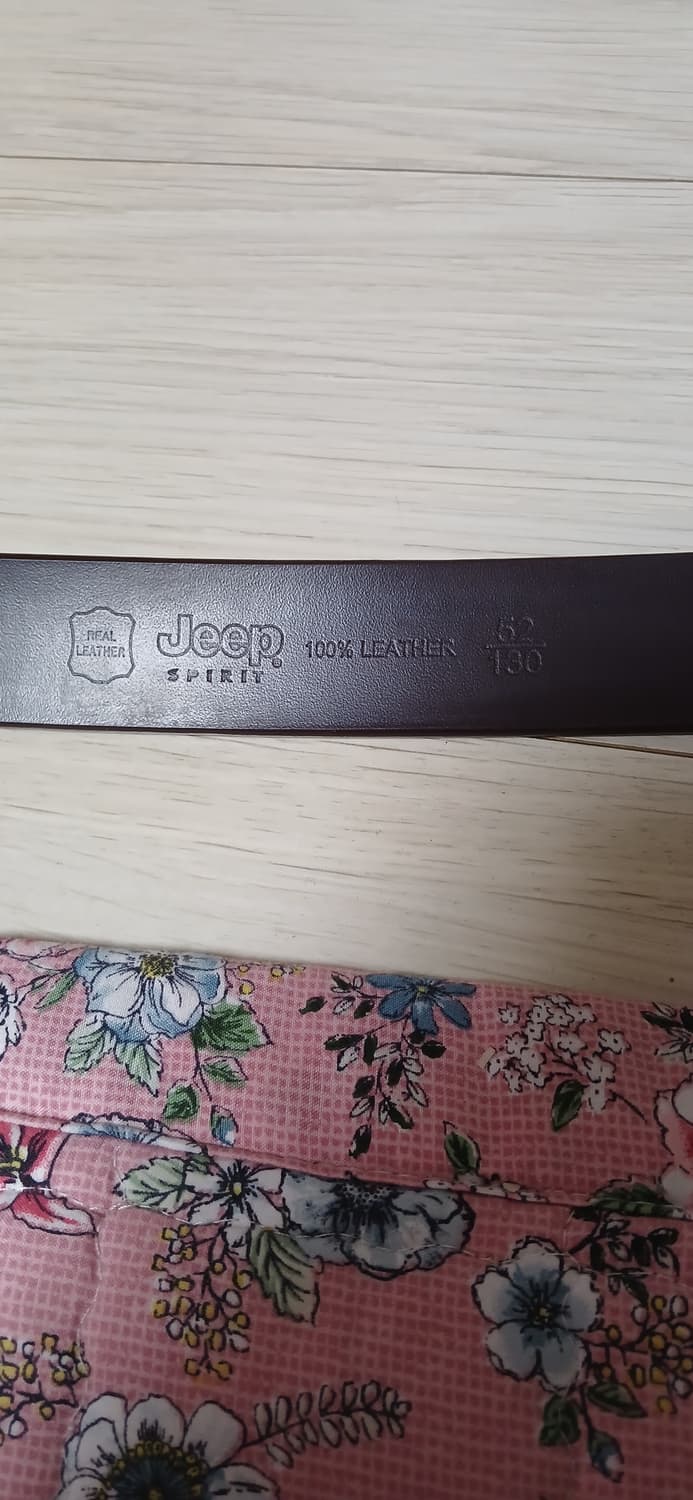 REAL
LEATHER
Jeep®
SPIRIT
100% LEATHER
52
130